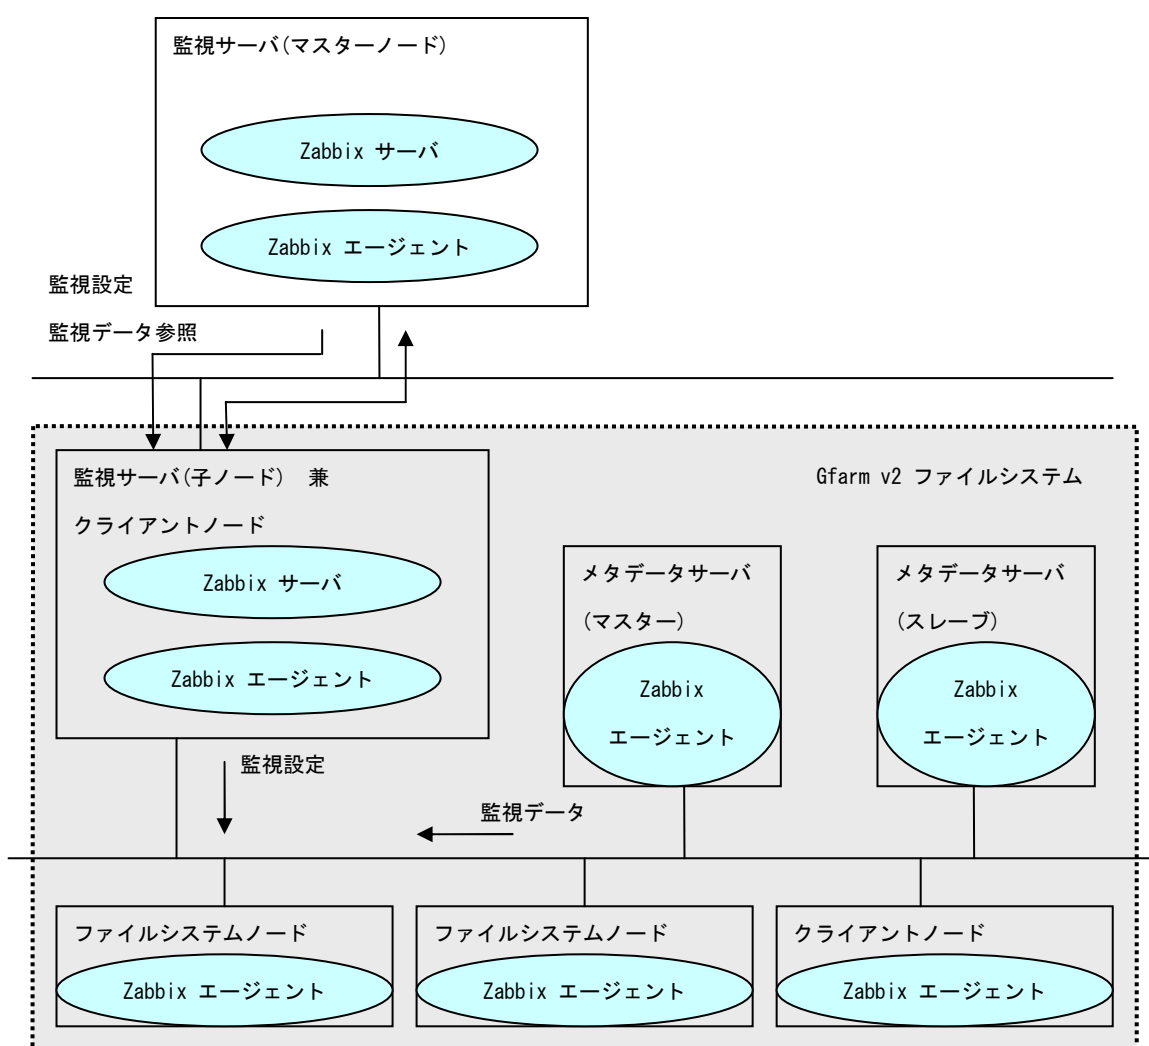 監視サーバ(マスターノード)
Zabbix サーバ
Zabbix エージェント
監視設定
監視データ参照
監視サーバ(子ノード) 兼
クライアントノード
Zabbix サーバ
Zabbix エージェント
Gfarm v2 ファイルシステム
メタデータサーバ
(マスター)
Zabbix
エージェント
メタデータサーバ
(スレーブ)
Zabbix
エージェント
監視設定
監視データ
ファイルシステムノード
Zabbix エージェント
ファイルシステムノード
Zabbix エージェント
クライアントノード
Zabbix エージェント